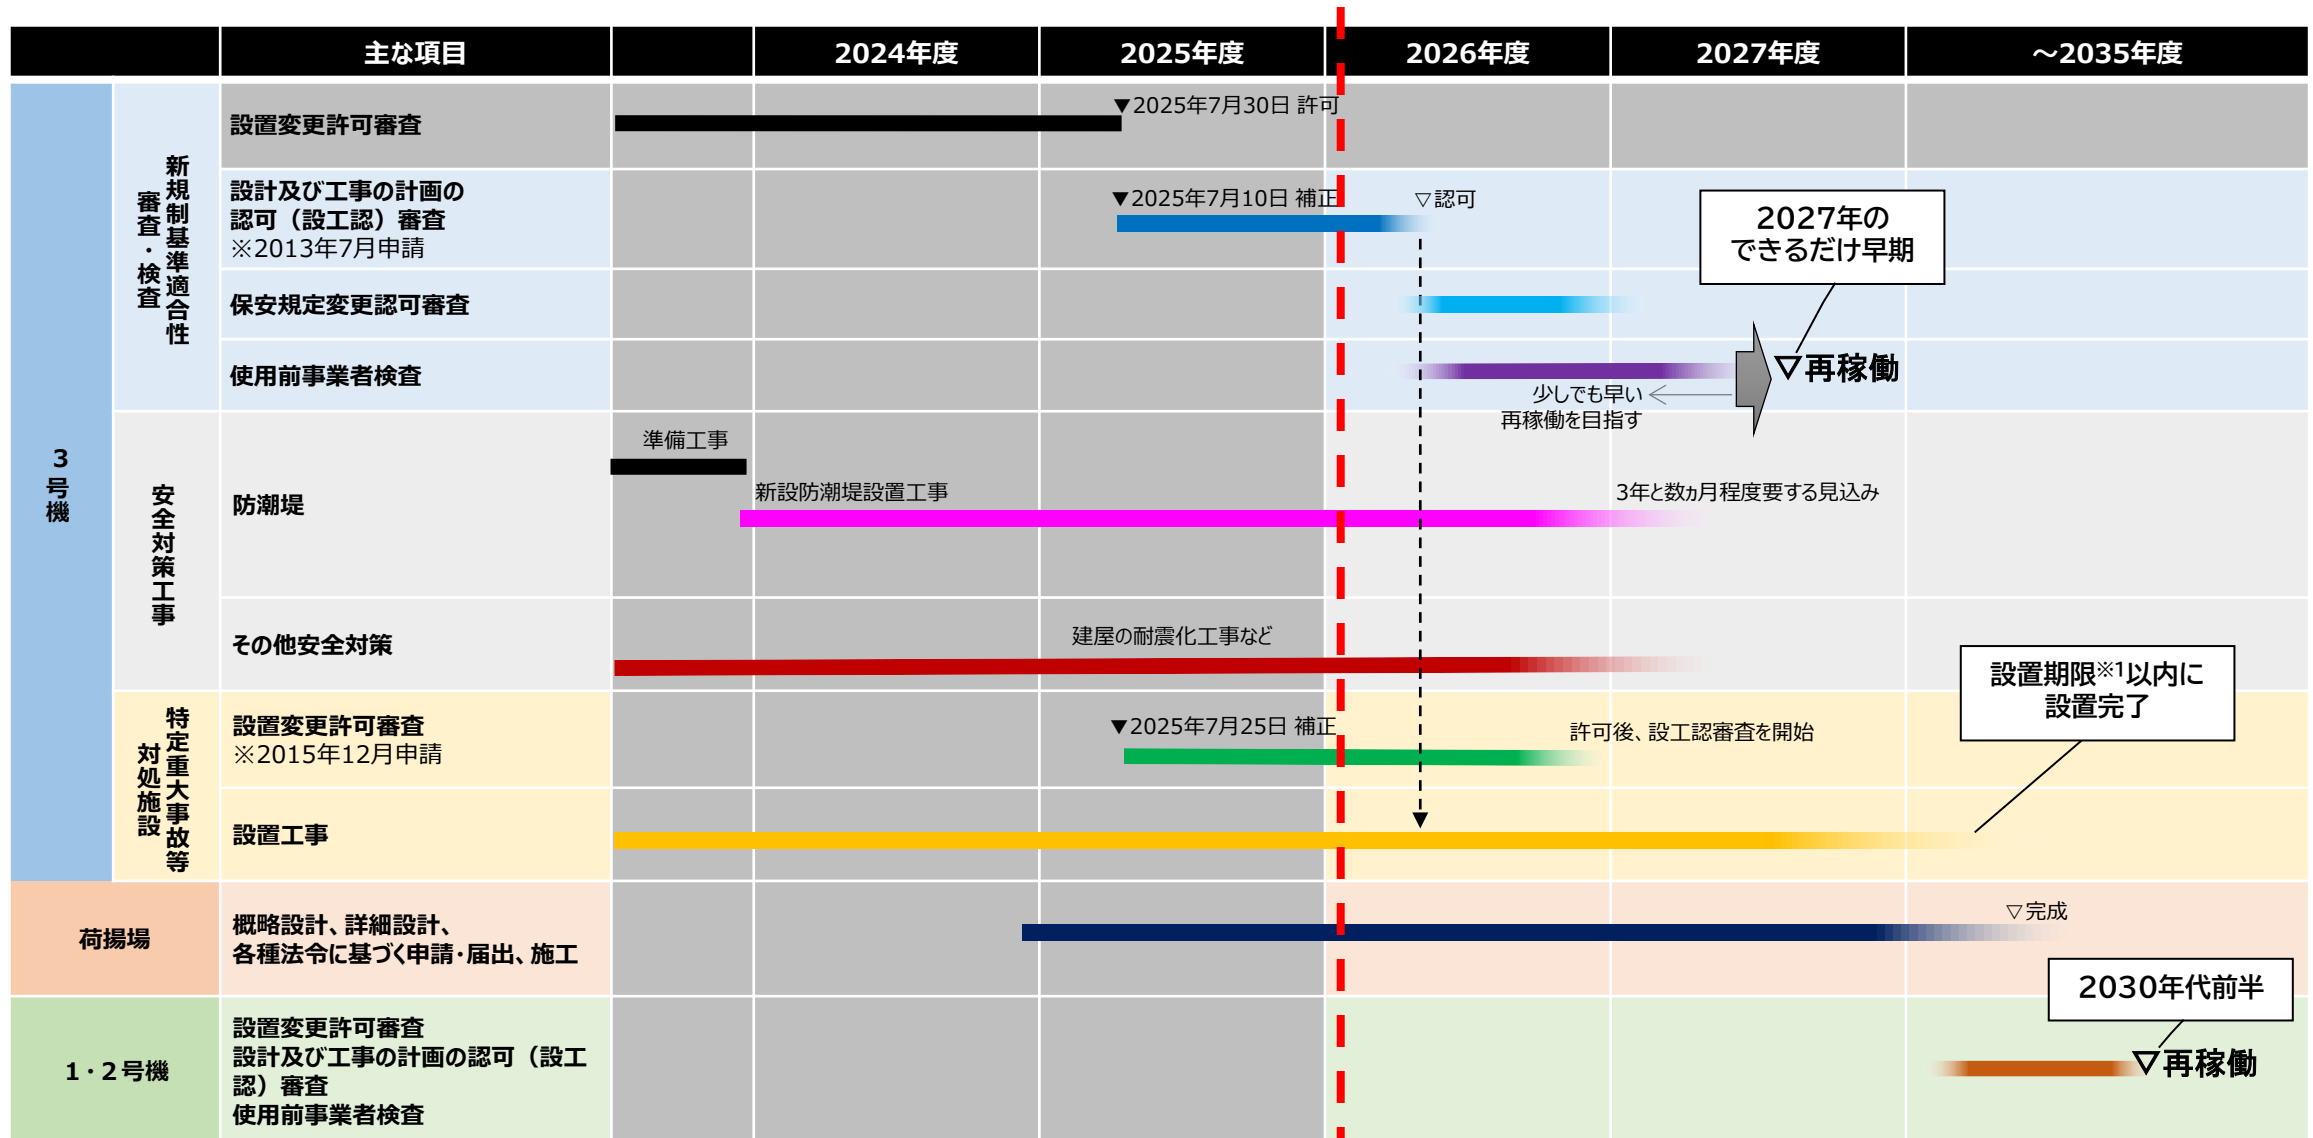 主な項目
2024年度
2025年度
2026年度
2027年度
～2035年度
3号機
新規制基準適合性
審査・検査
設置変更許可審査
▼2025年7月30日 許可
設計及び工事の計画の
認可（設工認）審査
※2013年7月申請
▼2025年7月10日 補正
▽認可
2027年の
できるだけ早期
保安規定変更認可審査
使用前事業者検査
▽再稼働
少しでも早い
再稼働を目指す
安全対策工事
防潮堤
準備工事
新設防潮堤設置工事
3年と数ヵ月程度要する見込み
その他安全対策
建屋の耐震化工事など
特定重大事故等
対処施設
設置変更許可審査
※2015年12月申請
▼2025年7月25日 補正
許可後、設工認審査を開始
設置期限※1以内に
設置完了
設置工事
荷揚場
概略設計、詳細設計、
各種法令に基づく申請・届出、施工
▽完成
1・2号機
設置変更許可審査
設計及び工事の計画の認可（設工
認）審査
使用前事業者検査
2030年代前半
▽再稼働